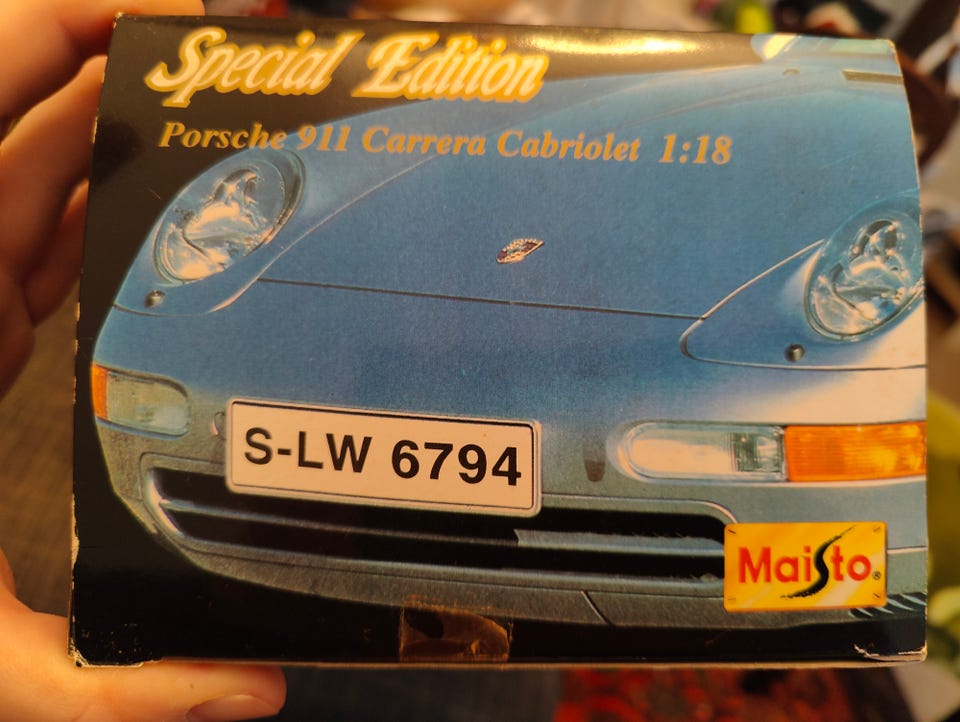 Special Edition
Porsche 911 Carrera Cabriolet 1:18
S-LW 6794
Maisto®